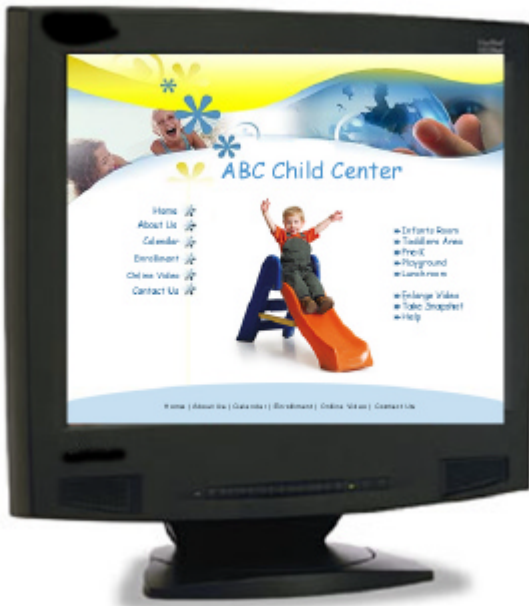 ABC Child Center
Home
About Us
Calendar
Enrollment
Online Video
Contact Us
Infants Room
Toddlers Area
Pre-K
Playground
Lunchroom
Enlarge Video
Take Snapshot
Help
Home | About Us | Calendar | Enrollment | Online Video | Contact Us